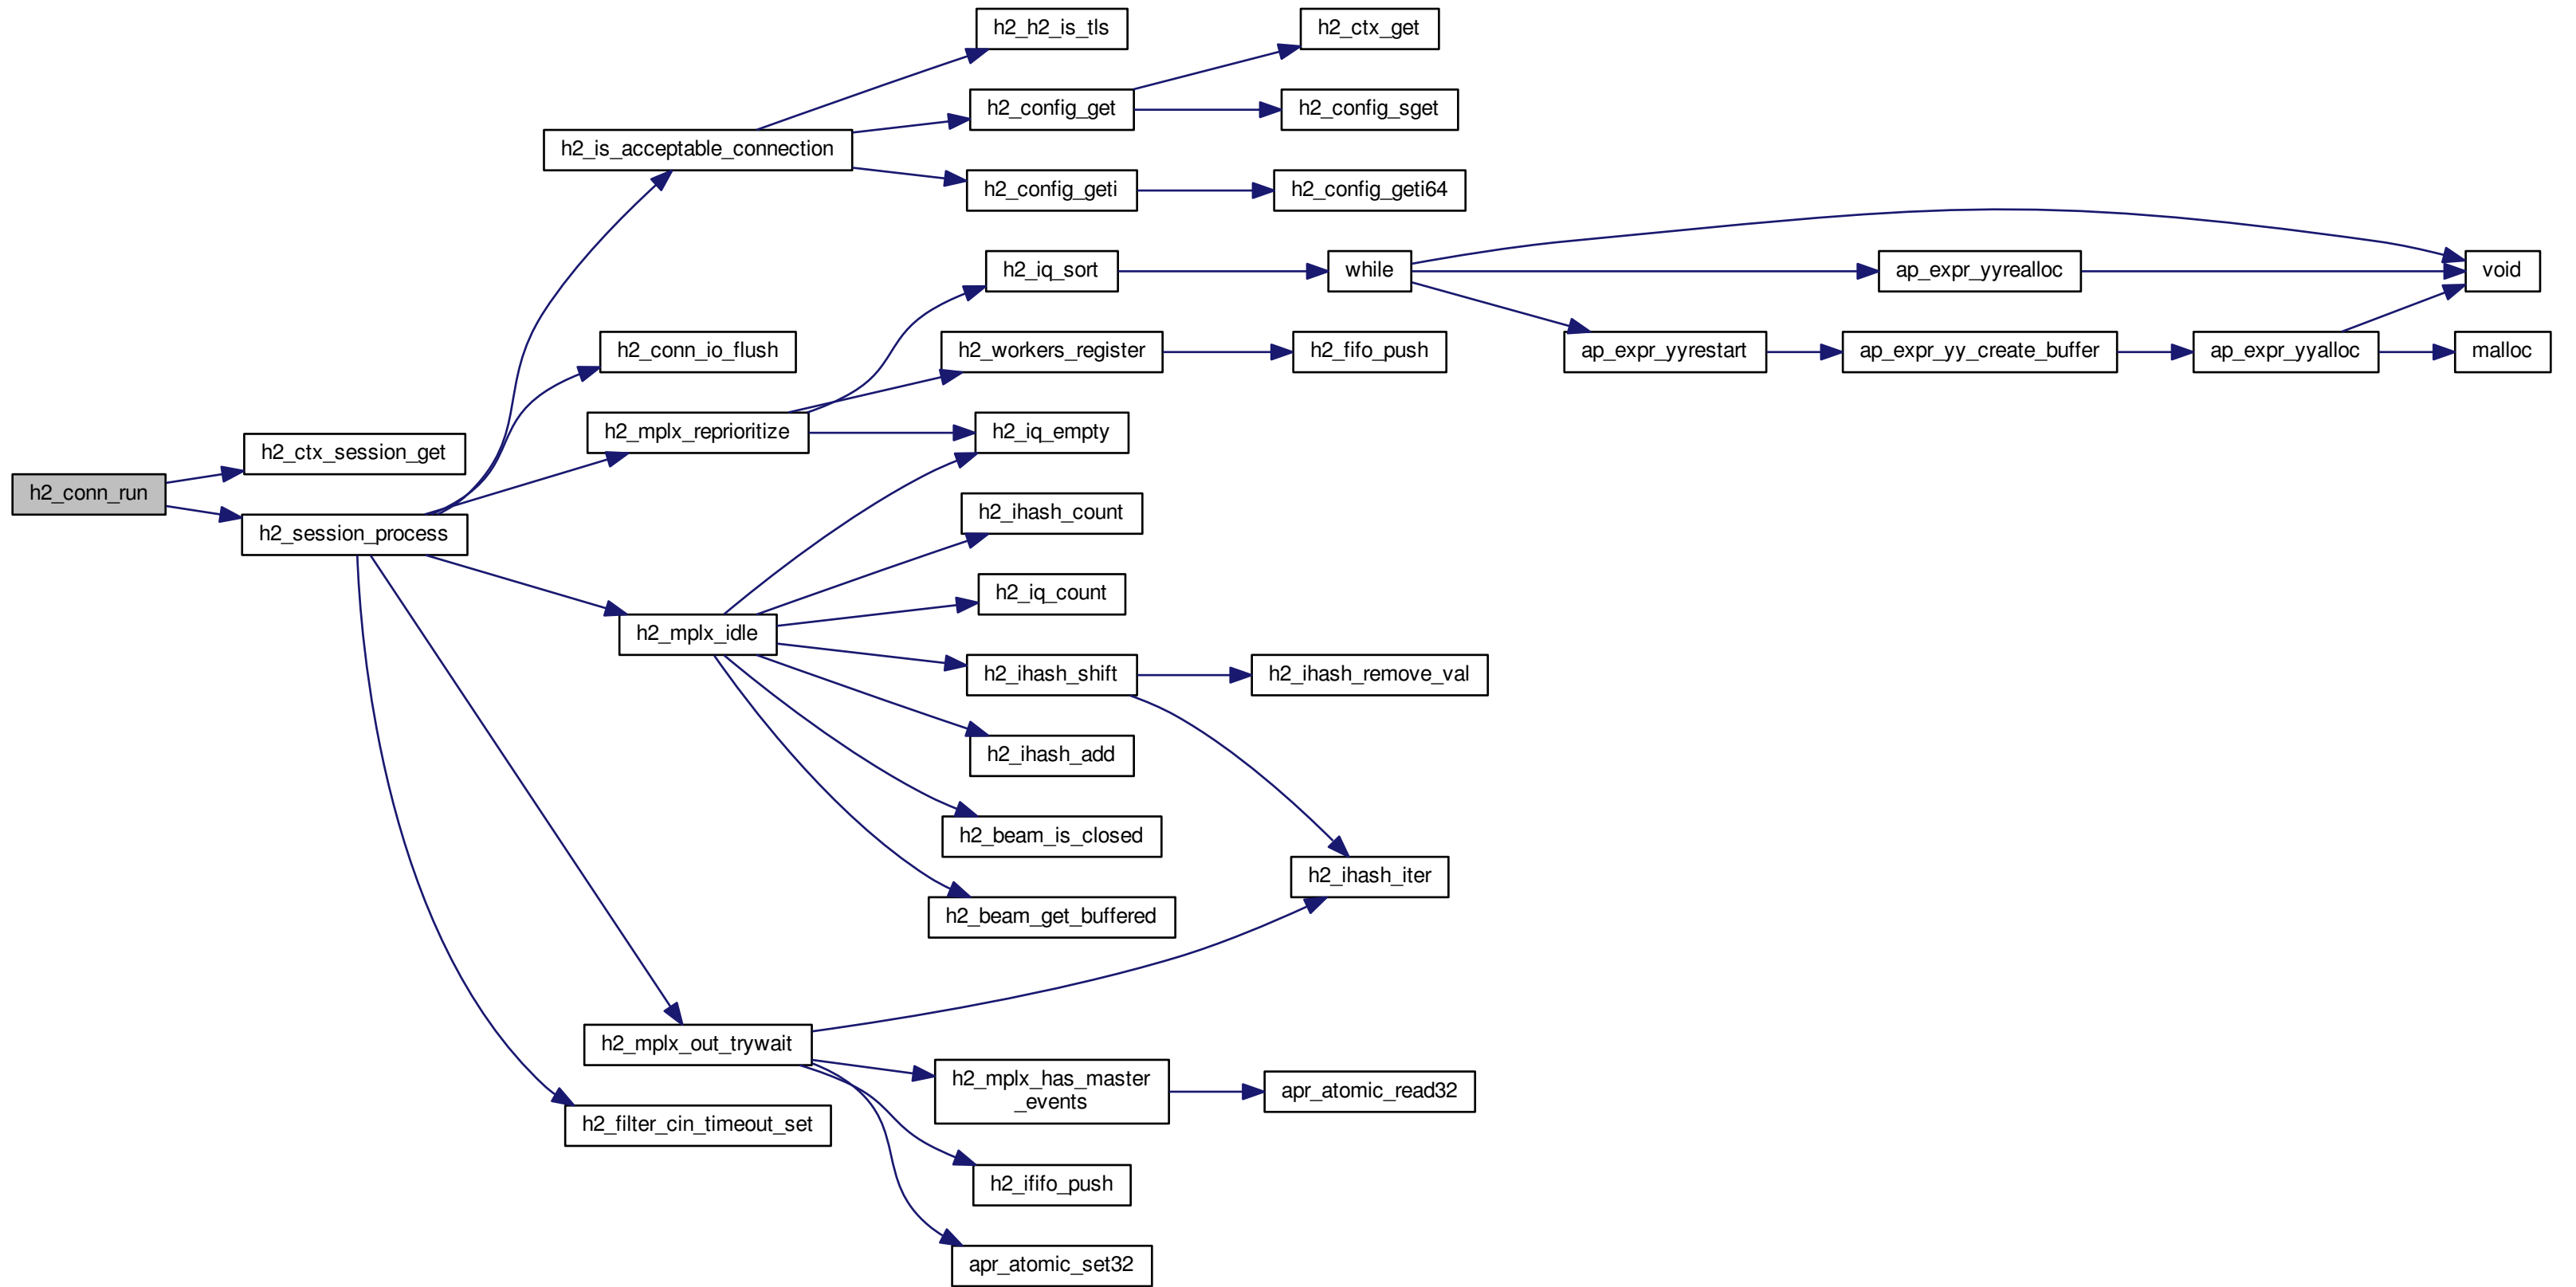 h2_h2_is_tls
h2_ctx_get
h2_config_get
h2_config_sget
h2_is_acceptable_connection
h2_config_geti
h2_config_geti64
h2_iq_sort
while
ap_expr_yyrealloc
void
h2_conn_io_flush
h2_workers_register
h2_fifo_push
ap_expr_yyrestart
ap_expr_yy_create_buffer
ap_expr_yyalloc
malloc
h2_mplx_reprioritize
h2_iq_empty
h2_ctx_session_get
h2_conn_run
h2_ihash_count
h2_session_process
h2_iq_count
h2_mplx_idle
h2_ihash_shift
h2_ihash_remove_val
h2_ihash_add
h2_beam_is_closed
h2_ihash_iter
h2_beam_get_buffered
h2_mplx_out_trywait
h2_mplx_has_master
_events
apr_atomic_read32
h2_filter_cin_timeout_set
h2_ififo_push
apr_atomic_set32